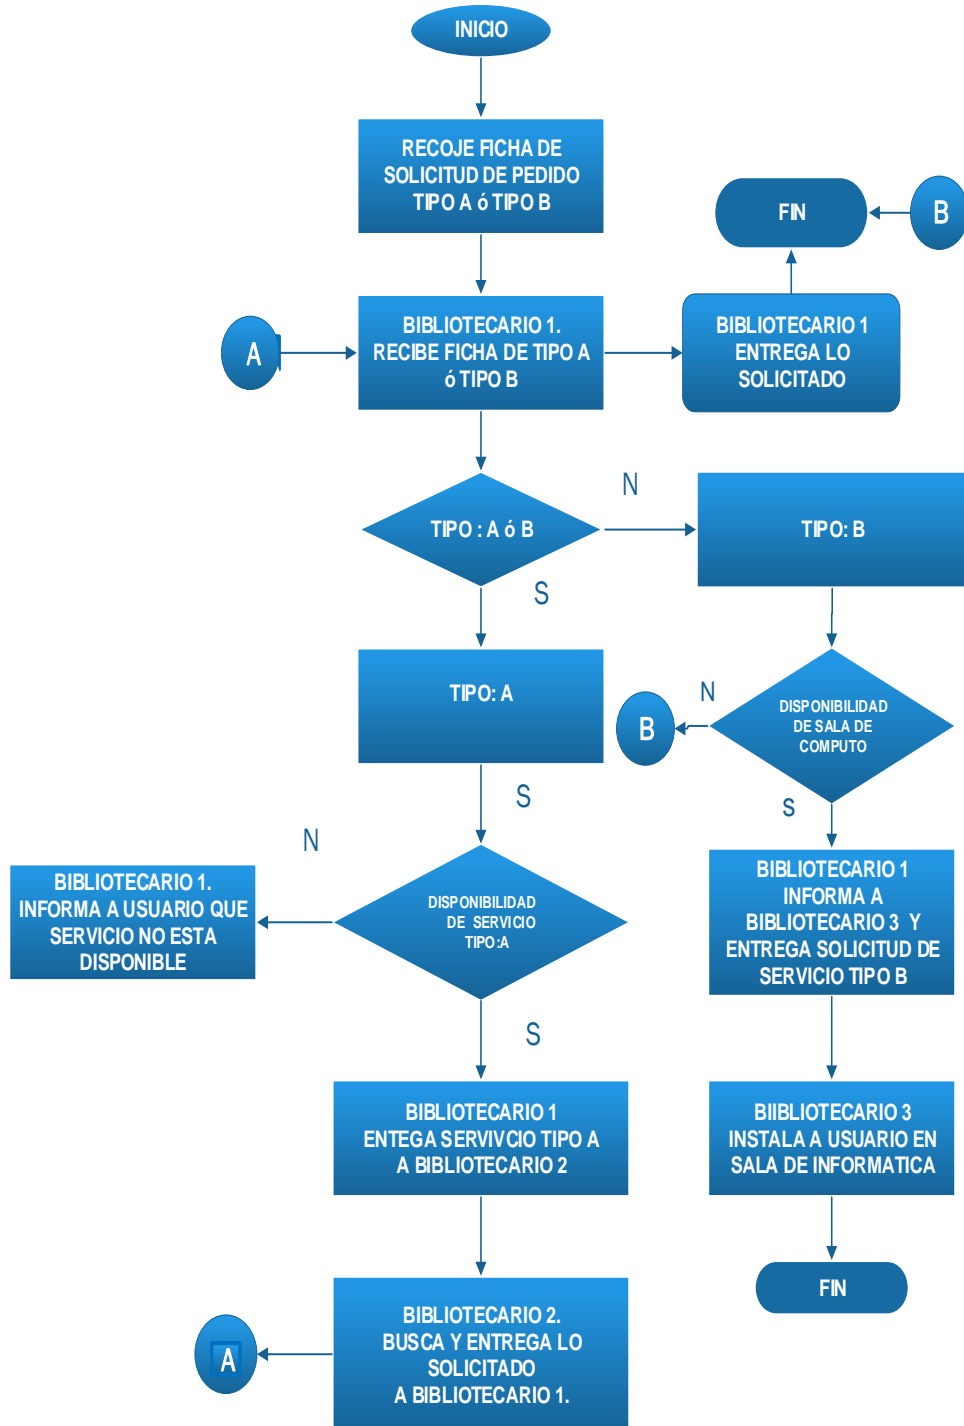 INICIO
RECOJE FICHA DE
SOLICITUD DE PEDIDO
TIPO A ó TIPO B
FIN
B
A
BIBLIOTECARIO 1.
RECIBE FICHA DE TIPO A
ó TIPO B
BIBLIOTECARIO 1
ENTREGA LO
SOLICITADO
TIPO : A ó B
N
TIPO: B
S
TIPO: A
B
N
DISPONIBILIDAD
DE SALA DE
COMPUTO
S
S
N
BIBLIOTECARIO 1.
INFORMA A USUARIO QUE
SERVICIO NO ESTA
DISPONIBLE
DISPONIBILIDAD
DE SERVICIO
TIPO:A
BIBLIOTECARIO 1
INFORMA A
BIBLIOTECARIO 3 Y
ENTREGA SOLICITUD DE
SERVICIO TIPO B
S
BIBLIOTECARIO 1
ENTEGA SERVIVCIO TIPO A
A BIBLIOTECARIO 2
BIIBLIOTECARIO 3
INSTALA A USUARIO EN
SALA DE INFORMATICA
FIN
A
BIBLIOTECARIO 2.
BUSCA Y ENTREGA LO
SOLICITADO
A BIBLIOTECARIO 1.